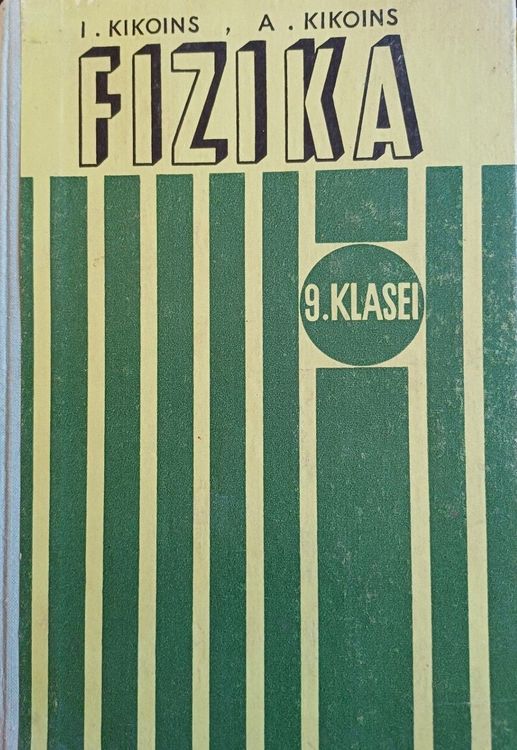 I. KIKOINS, A. KIKOINS
FIZIKA
9. KLASEI